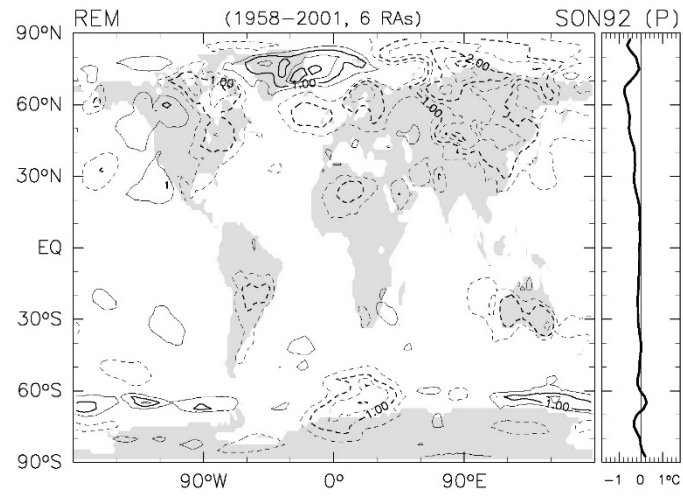 REM (1958-2001, 6 RAs) SON92 (P)
90ºN
60ºN
30ºN
EQ
30ºS
60ºS
90ºS
1.00
1.00
2.00
1.00
1
1.00
1.00
90ºW 0º 90ºE
-1 0 1ºC